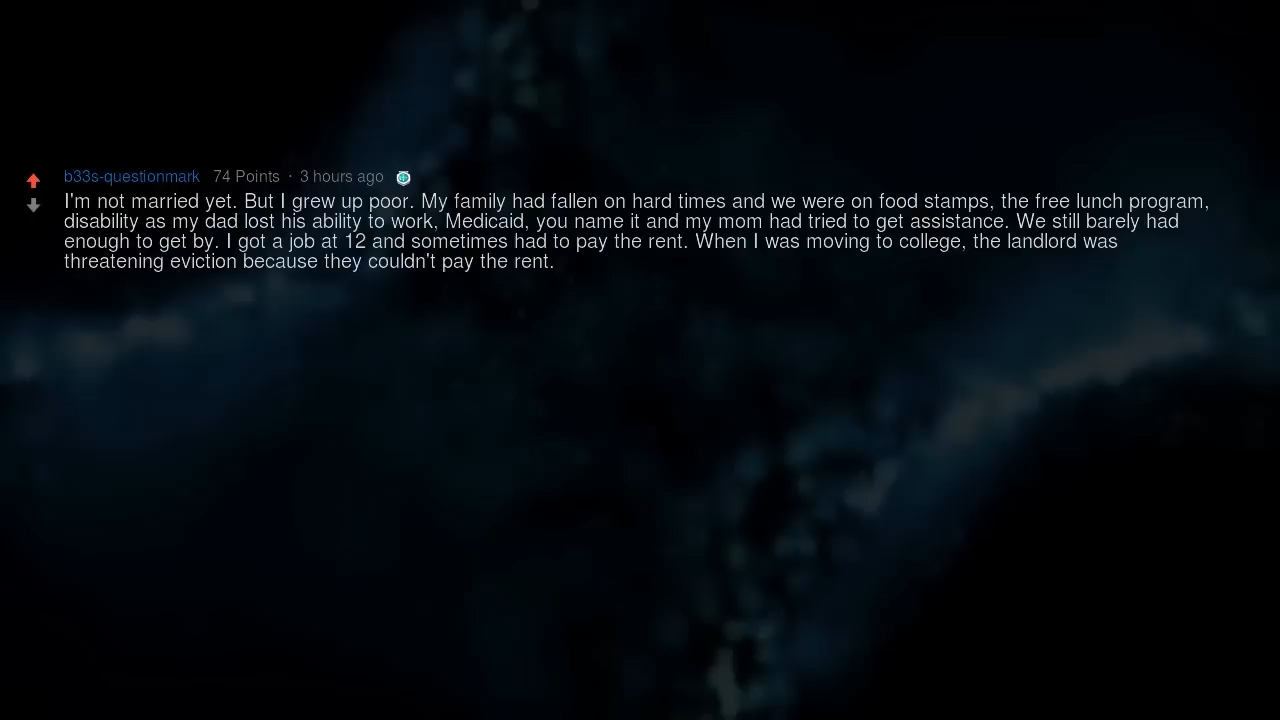 b33s-questionmark 74 Points · 3 hours ago
I'm not married yet. But I grew up poor. My family had fallen on hard times and we were on food stamps, the free lunch program,
disability as my dad lost his ability to work, Medicaid, you name it and my mom had tried to get assistance. We still barely had
enough to get by. I got a job at 12 and sometimes had to pay the rent. When I was moving to college, the landlord was
threatening eviction because they couldn't pay the rent.